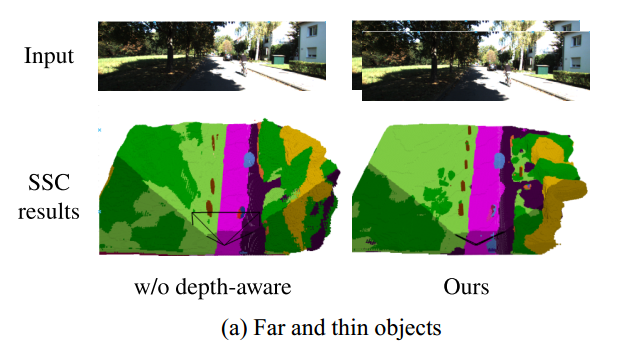 Input
SSC
results
w/o depth-aware
Ours
(a) Far and thin objects